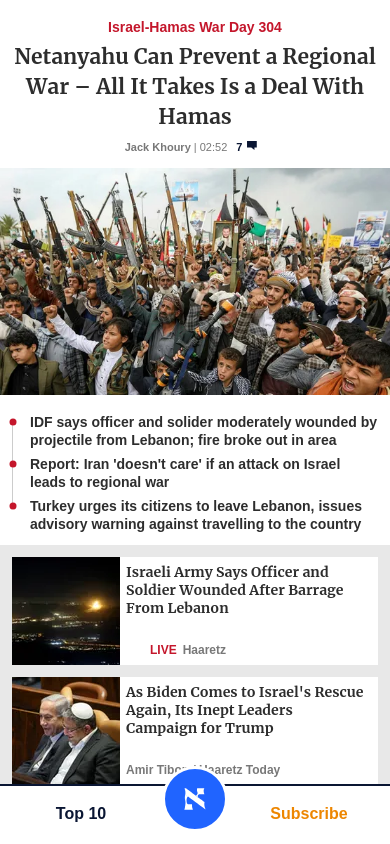 Israel-Hamas War Day 304
Netanyahu Can Prevent a Regional
War – All It Takes Is a Deal With
Hamas
Jack Khoury | 02:52 7
IDF says officer and solider moderately wounded by
projectile from Lebanon; fire broke out in area
Report: Iran 'doesn't care' if an attack on Israel
leads to regional war
Turkey urges its citizens to leave Lebanon, issues
advisory warning against travelling to the country
Israeli Army Says Officer and
Soldier Wounded After Barrage
From Lebanon
LIVE Haaretz
As Biden Comes to Israel's Rescue
Again, Its Inept Leaders
Campaign for Trump
Amir Tibon | Haaretz Today
Top 10
Subscribe